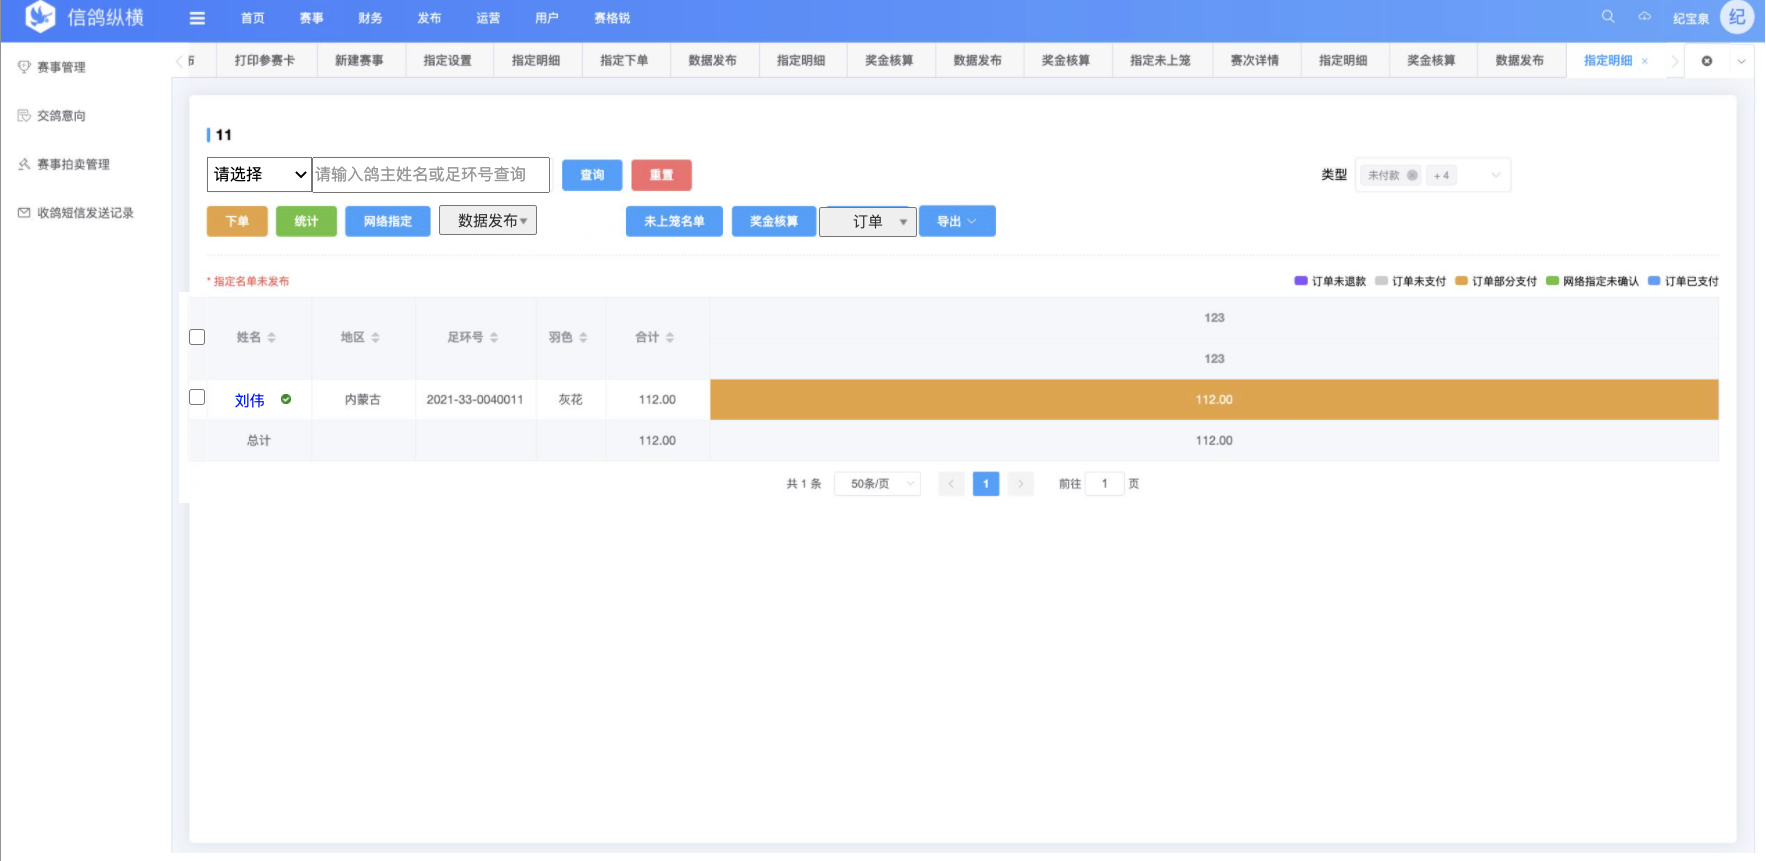 信鸽纵横 首页 赛事 财务 发布 运营 用户 赛格锐 纪宝泉 纪
赛事管理
交鸽意向
赛事拍卖管理
收鸽短信发送记录
打印参赛卡 新建赛事 指定设置 指定明细 指定下单 数据发布 指定明细 奖金核算 数据发布 奖金核算 指定未上笼 赛次详情 指定明细 奖金核算 数据发布 指定明细 ×
11
请选择 请输入鸽主姓名或足环号查询 查询 重置 类型 未付款 + 4
下单 统计 网络指定 数据发布 未上笼名单 奖金核算 订单 导出
* 指定名单未发布 订单未退款 订单未支付 订单部分支付 网络指定未确认 订单已支付
姓名 地区 足环号 羽色 合计 123
123
刘伟 内蒙古 2021-33-0040011 灰花 112.00 112.00
总计 112.00 112.00
共 1 条 50条/页 < 1 > 前往 1 页